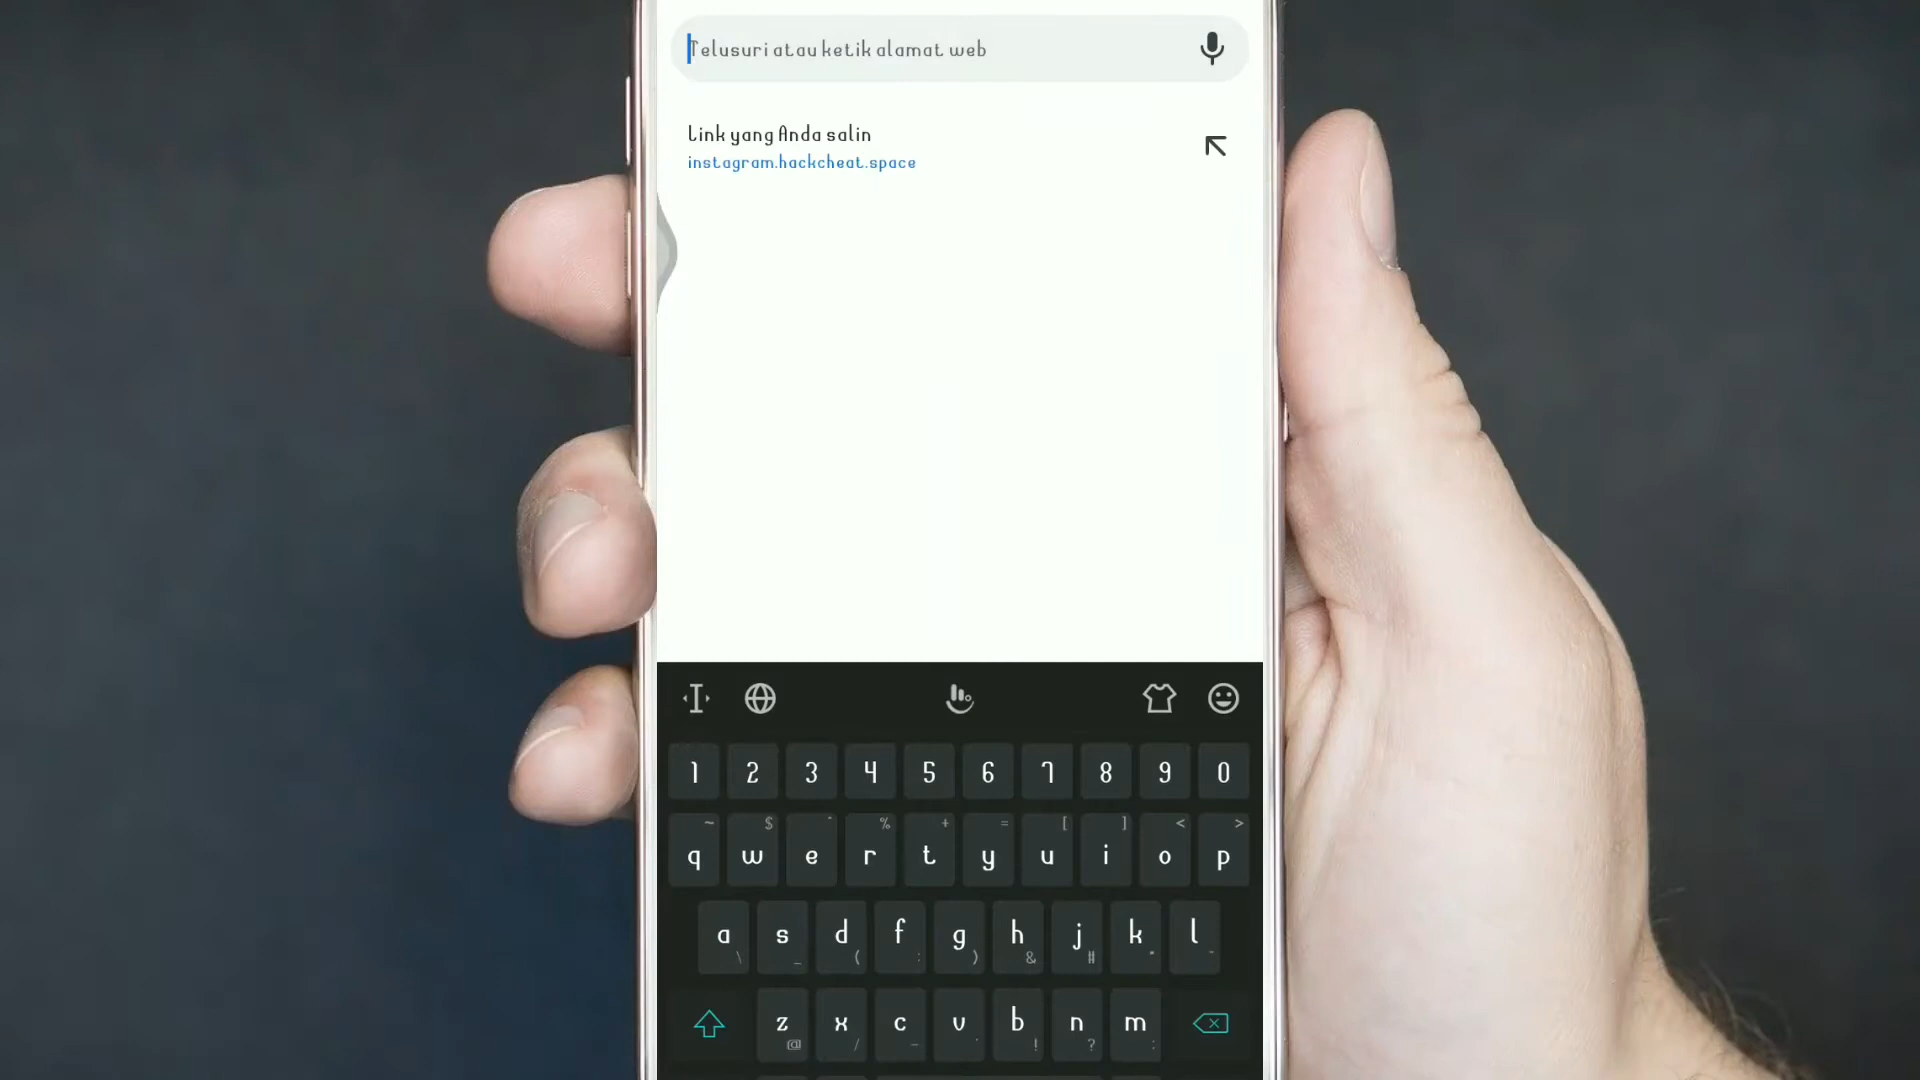 Telusuri atau ketik alamat web
Link yang Anda salin
instagram.hackcheat.space
1 2 3 4 5 6 7 8 9 0
~ $ % + = [ ] < >
q w e r t y u i o p
a s d f g h j k l
\ _ ( : ) & # -
z x c v b n m
@ / - ! ? :